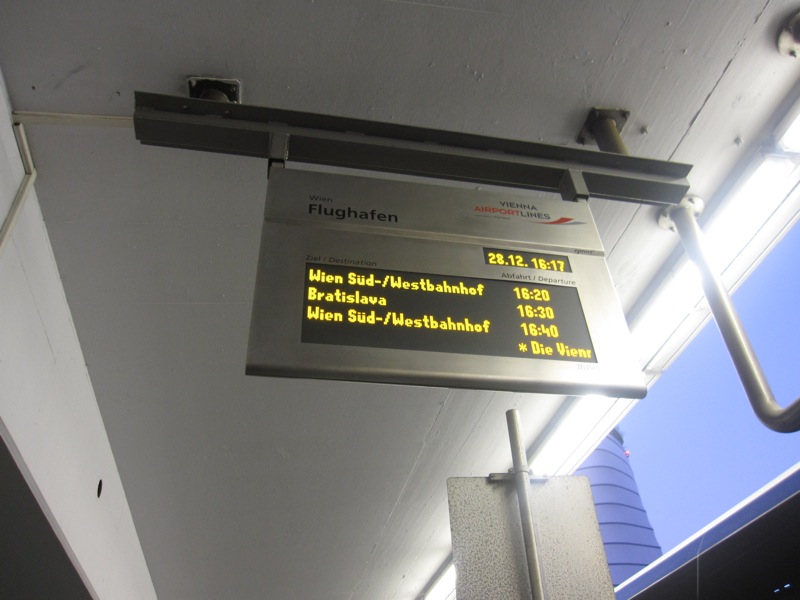 Wien
Flughafen
VIENNA
AIRPORTLINES
28.12. 16:17
Ziel / Destination
Abfahrt / Departure
Wien Süd-/Westbahnhof 16:20
Bratislava 16:30
Wien Süd-/Westbahnhof 16:40
* Die Vienn